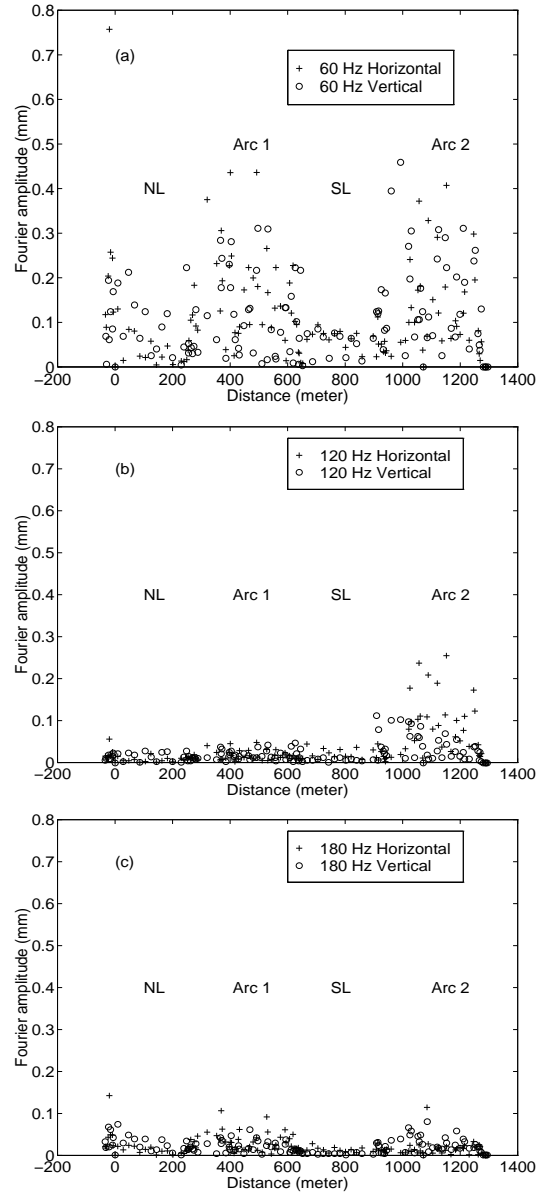 0.8
(a)
+ 60 Hz Horizontal
o 60 Hz Vertical
0.7
0.6
0.5
Arc 1
Arc 2
NL
SL
0.4
0.3
0.2
0.1
0
Fourier amplitude (mm)
−200 0 200 400 600 800 1000 1200 1400
Distance (meter)
0.8
(b)
+ 120 Hz Horizontal
o 120 Hz Vertical
0.7
0.6
0.5
0.4
NL Arc 1 SL Arc 2
0.3
0.2
0.1
0
Fourier amplitude (mm)
−200 0 200 400 600 800 1000 1200 1400
Distance (meter)
0.8
(c)
+ 180 Hz Horizontal
o 180 Hz Vertical
0.7
0.6
0.5
0.4
NL Arc 1 SL Arc 2
0.3
0.2
0.1
0
Fourier amplitude (mm)
−200 0 200 400 600 800 1000 1200 1400
Distance (meter)